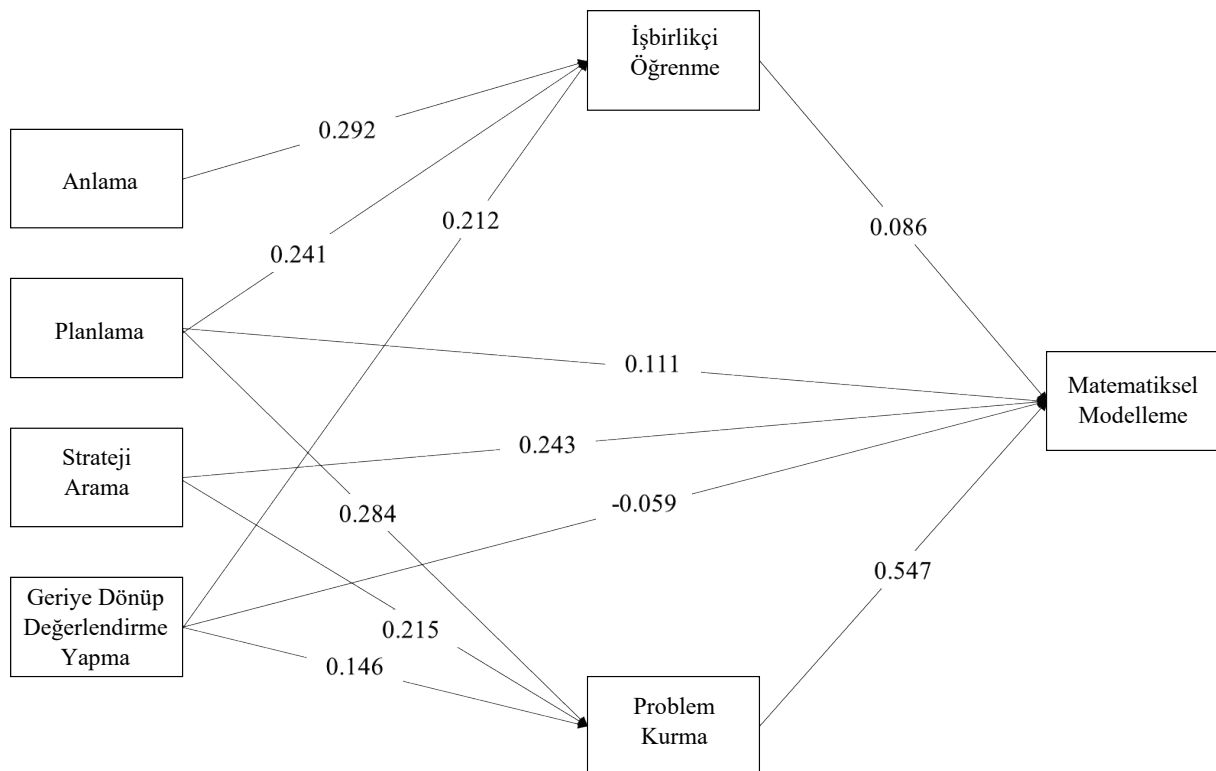 İşbirlikçi
Öğrenme
0.292
Anlama
0.212
0.086
0.241
Planlama
0.111
Matematiksel
Modelleme
Strateji
Arama
0.243
-0.059
0.284
0.547
Geriye Dönüp
Değerlendirme
Yapma
0.215
0.146
Problem
Kurma